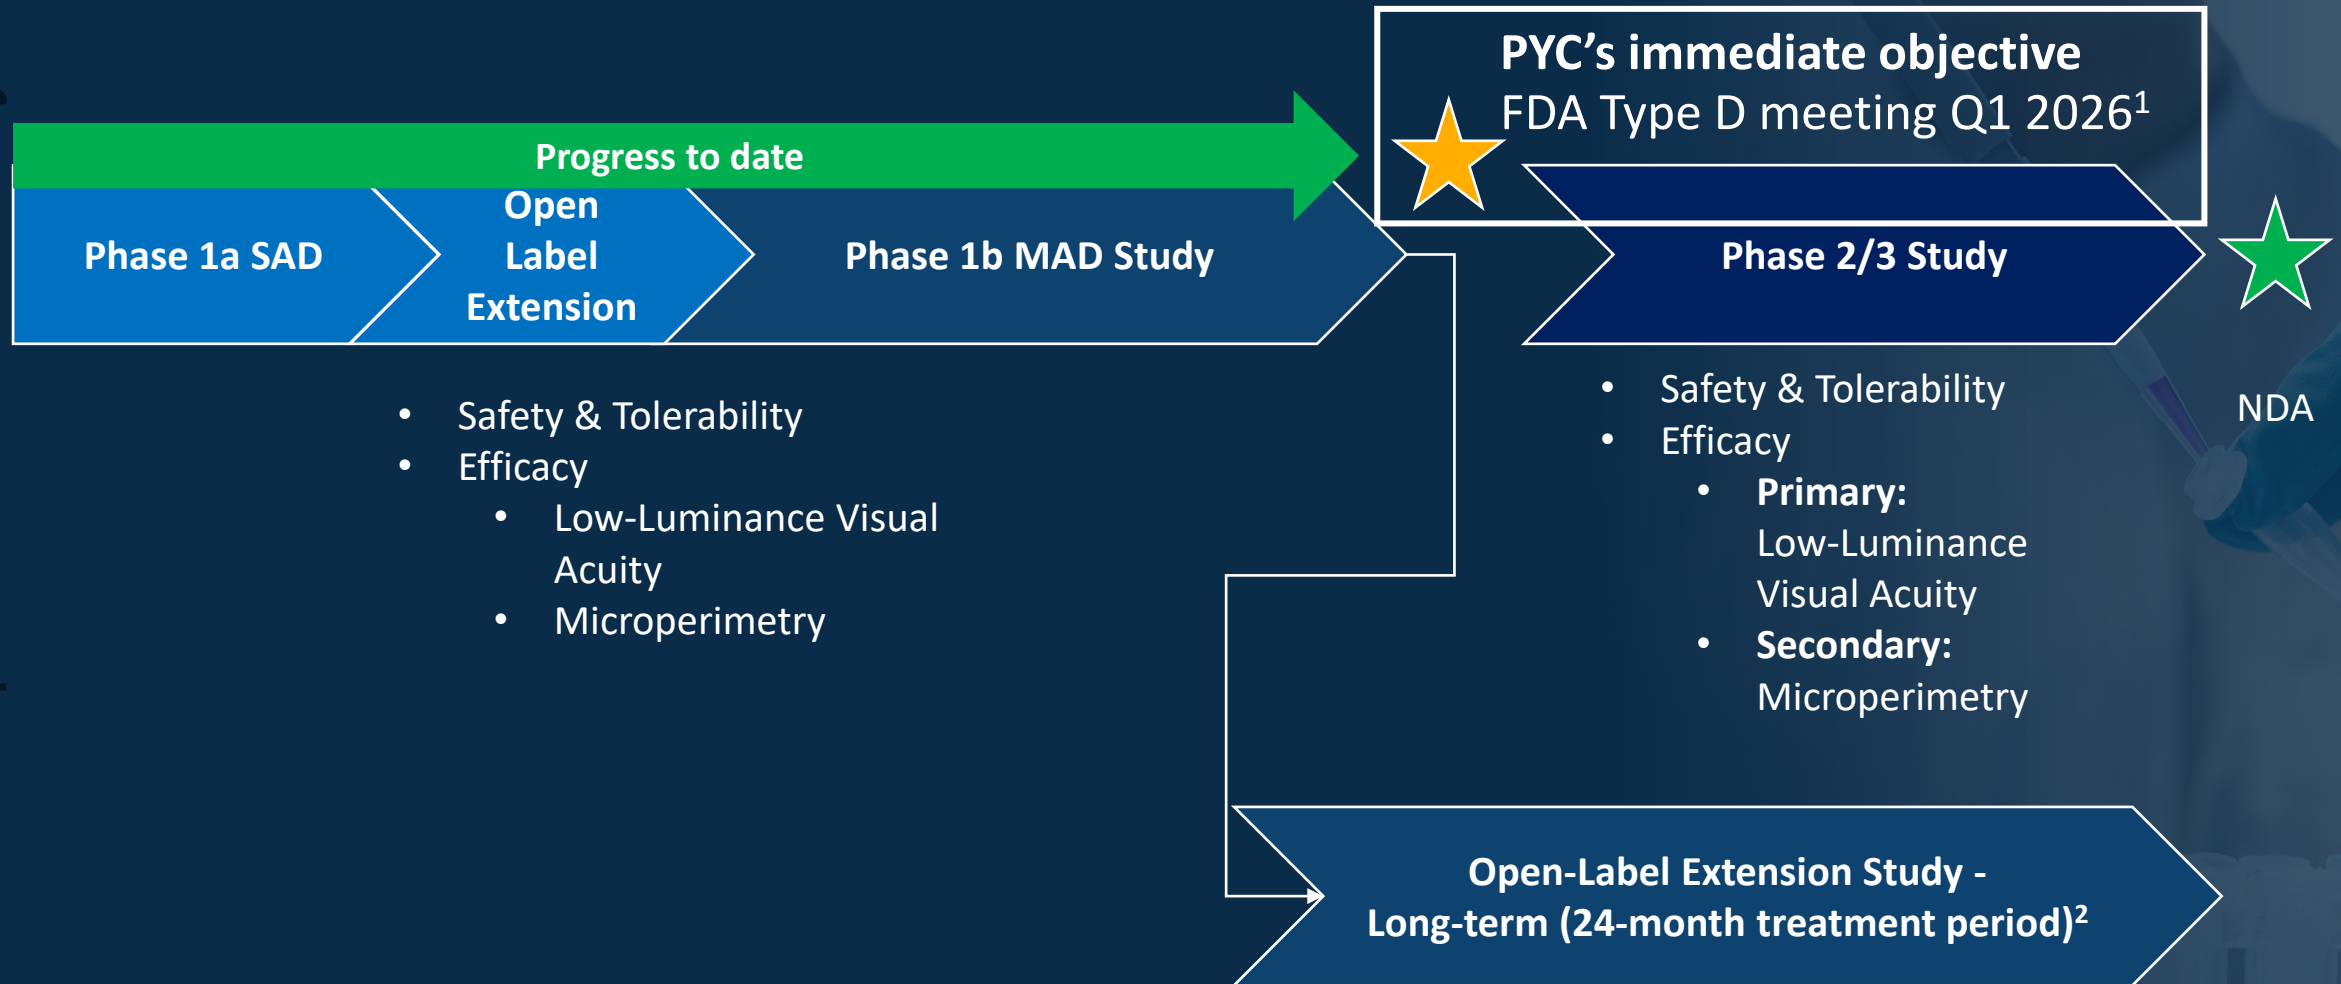 PYC’s immediate objective
FDA Type D meeting Q1 2026¹
Progress to date
Phase 1a SAD
Open
Label
Extension
Phase 1b MAD Study
Phase 2/3 Study
• Safety & Tolerability
• Efficacy
• Low-Luminance Visual
Acuity
• Microperimetry
• Safety & Tolerability
• Efficacy
• Primary:
Low-Luminance
Visual Acuity
• Secondary:
Microperimetry
NDA
Open-Label Extension Study -
Long-term (24-month treatment period)²